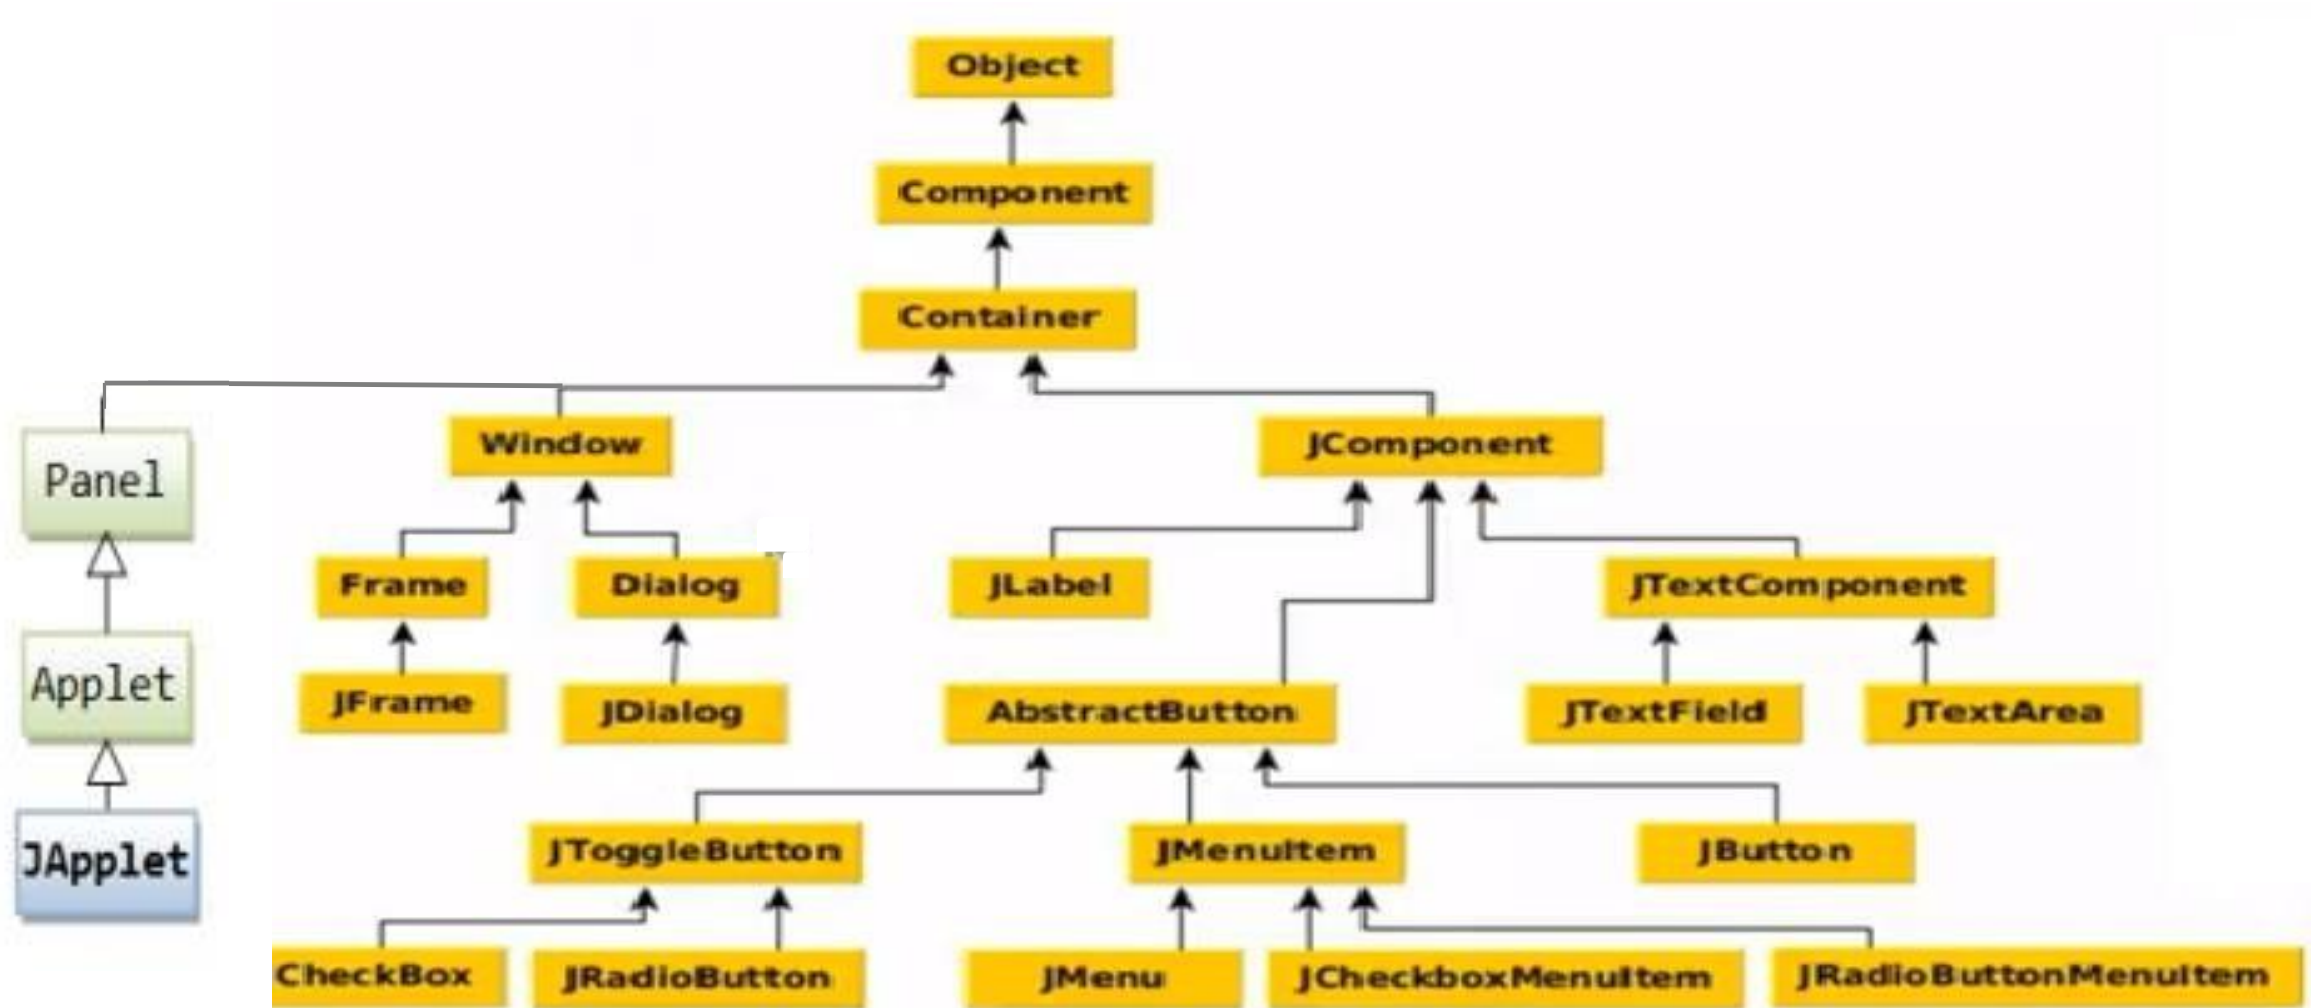 Object
Component
Container
Window
JComponent
Panel
Frame
Dialog
JLabel
JTextComponent
Applet
JFrame
JDialog
AbstractButton
JTextField
JTextArea
JApplet
JToggleButton
JMenuItem
JButton
CheckBox
JRadioButton
JMenu
JCheckboxMenuItem
JRadioButtonMenuItem